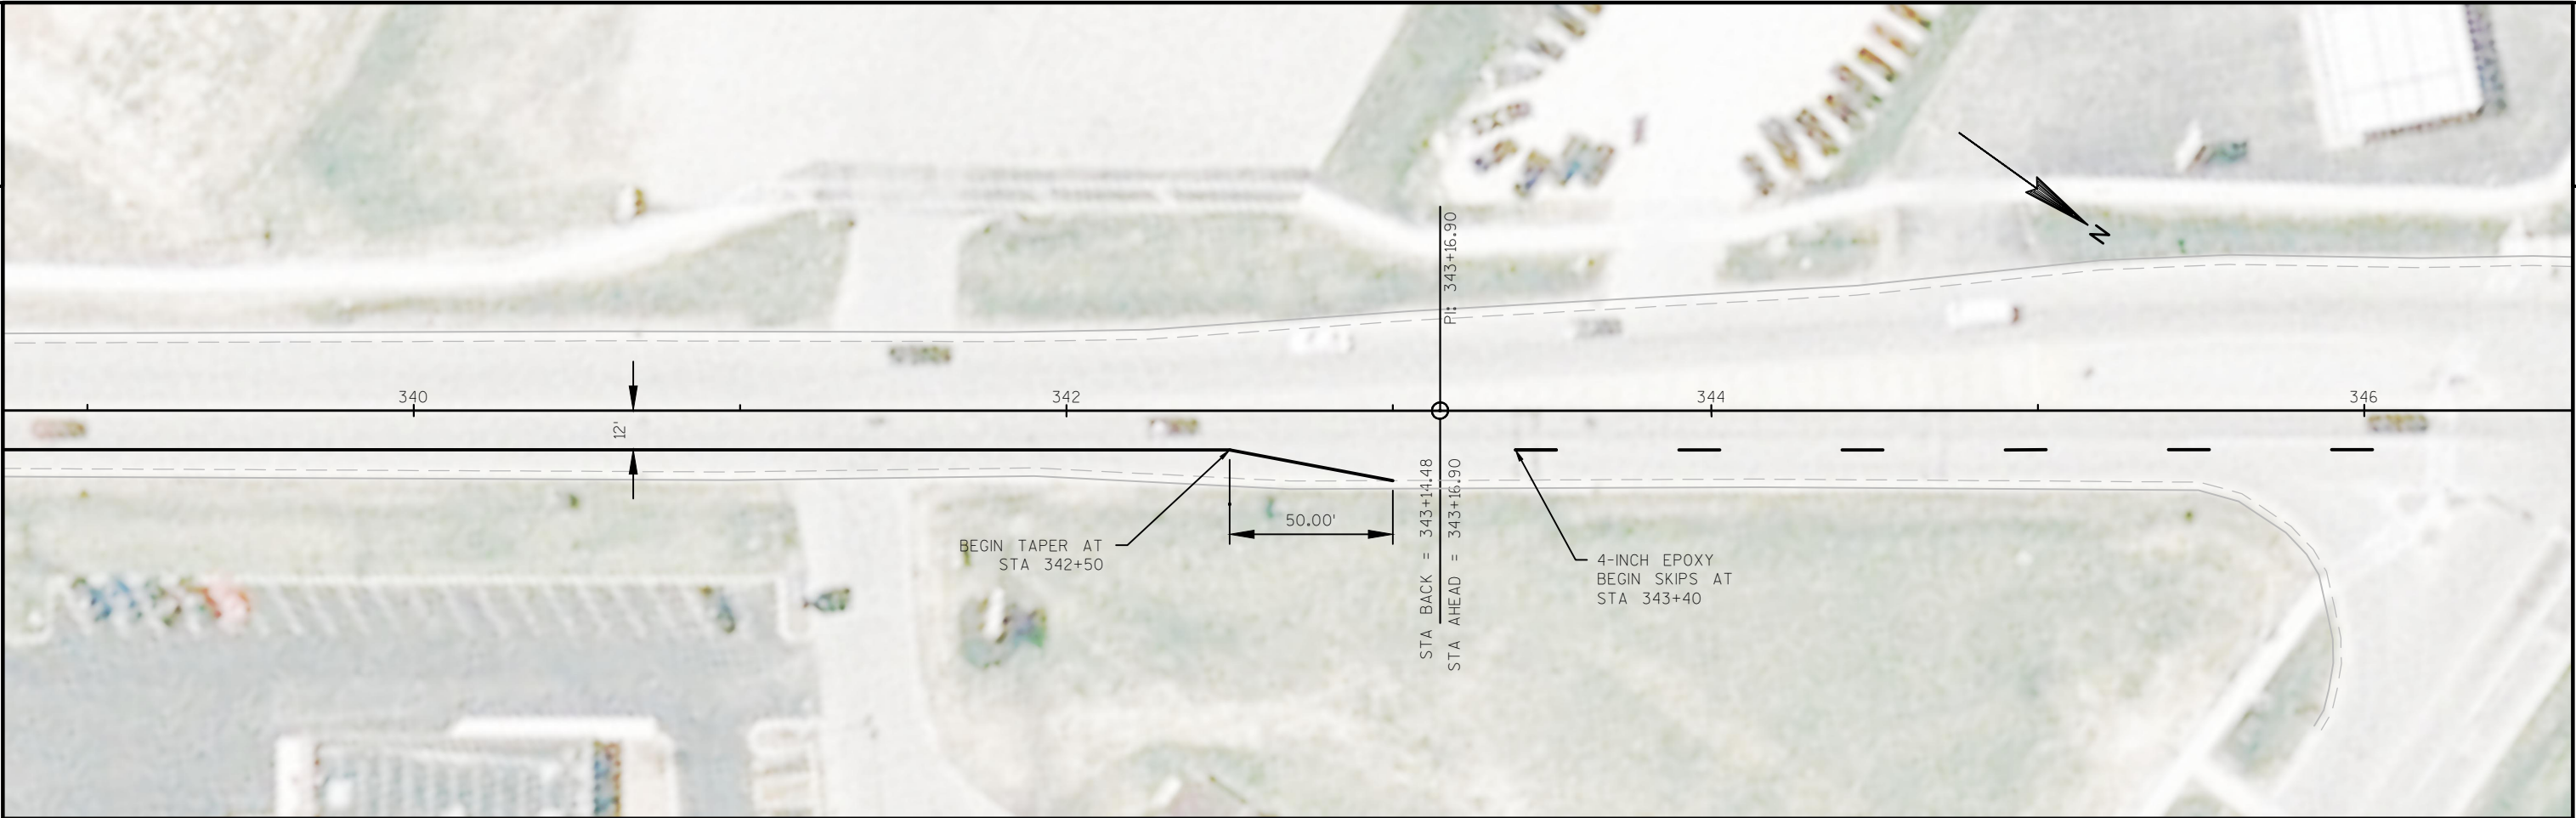 PI: 343+16.90
N
340
342
344
346
12'
50.00'
BEGIN TAPER AT
STA 342+50
STA BACK = 343+14.48
STA AHEAD = 343+16.90
4-INCH EPOXY
BEGIN SKIPS AT
STA 343+40